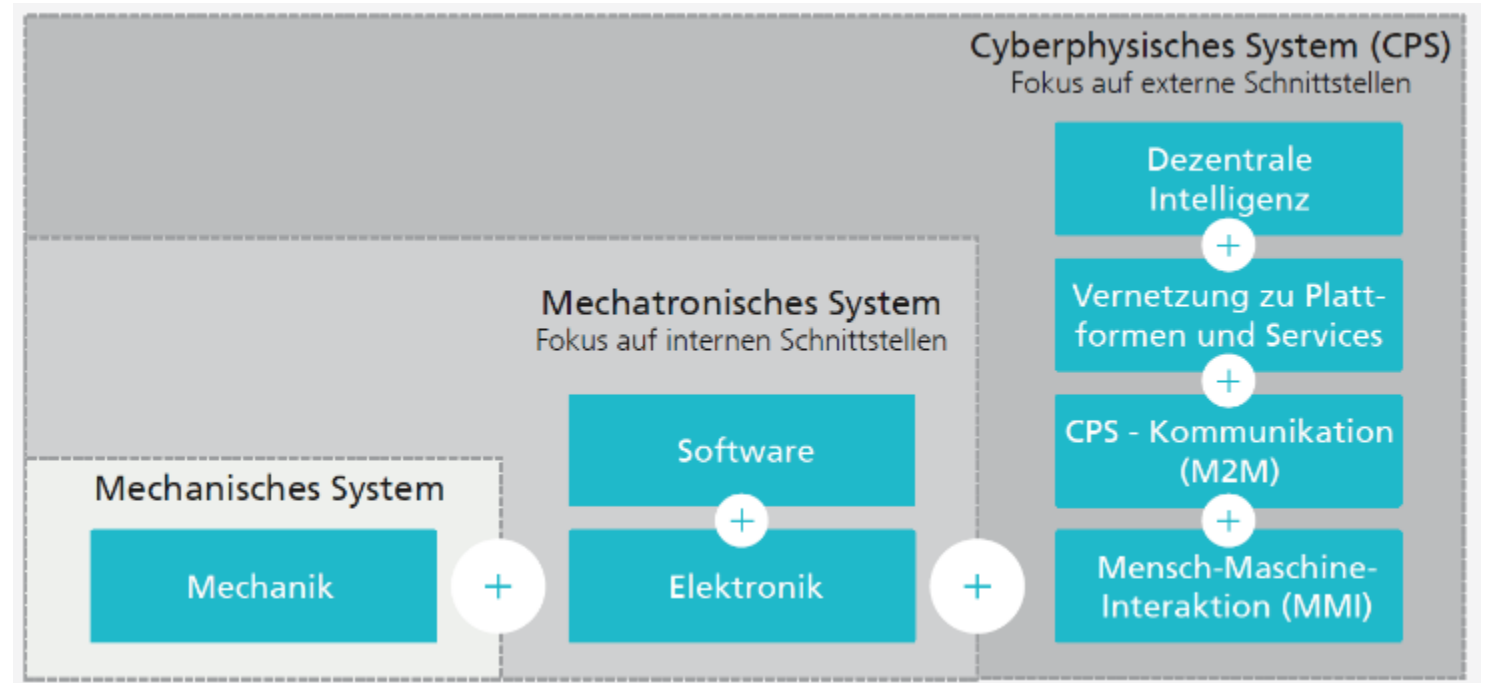 Cyberphysisches System (CPS)
Fokus auf externe Schnittstellen
Dezentrale
Intelligenz
+
Vernetzung zu Platt-
formen und Services
+
CPS - Kommunikation
(M2M)
+
Mensch-Maschine-
Interaktion (MMI)
Mechatronisches System
Fokus auf internen Schnittstellen
Software
+
Elektronik
+
Mechanisches System
Mechanik
+